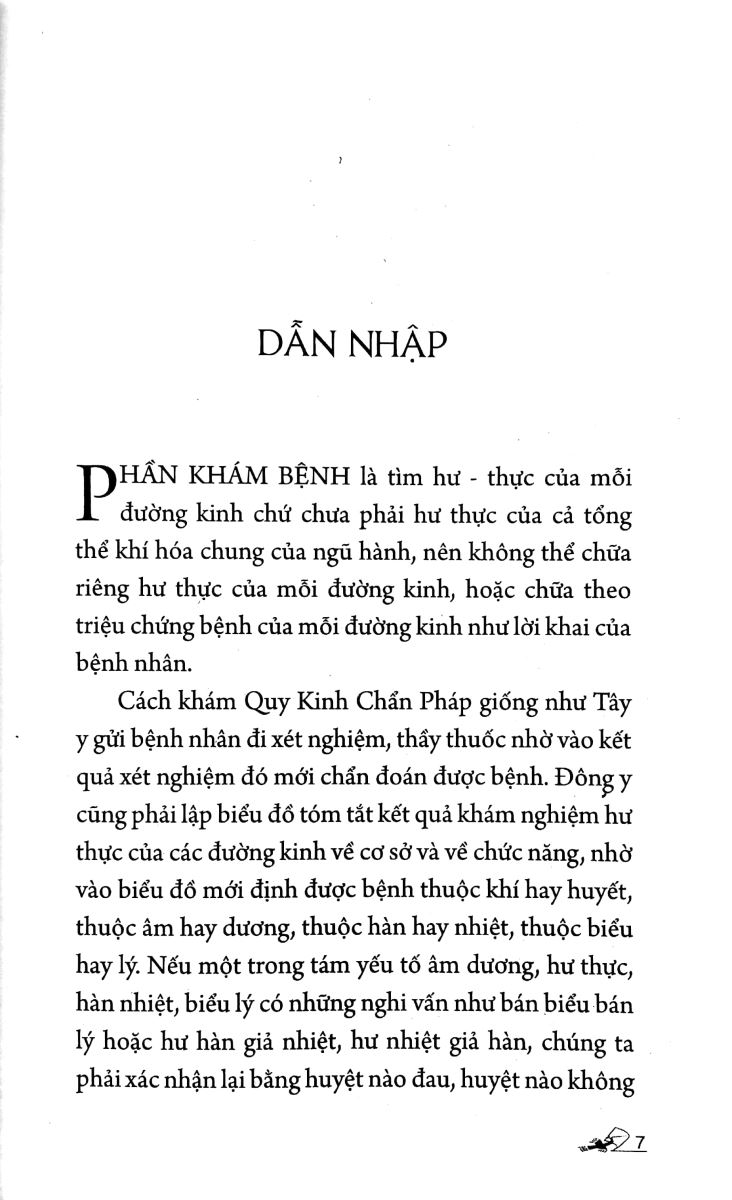 DẪN NHẬP
PHẦN KHÁM BỆNH là tìm hư - thực của mỗi
đường kinh chứ chưa phải hư thực của cả tổng
thể khí hóa chung của ngũ hành, nên không thể chữa
riêng hư thực của mỗi đường kinh, hoặc chữa theo
triệu chứng bệnh của mỗi đường kinh như lời khai của
bệnh nhân.
Cách khám Quy Kinh Chẩn Pháp giống như Tây
y gửi bệnh nhân đi xét nghiệm, thầy thuốc nhờ vào kết
quả xét nghiệm đó mới chẩn đoán được bệnh. Đông y
cũng phải lập biểu đồ tóm tắt kết quả khám nghiệm hư
thực của các đường kinh về cơ sở và về chức năng, nhờ
vào biểu đồ mới định được bệnh thuộc khí hay huyết,
thuộc âm hay dương, thuộc hàn hay nhiệt, thuộc biểu
hay lý. Nếu một trong tám yếu tố âm dương, hư thực,
hàn nhiệt, biểu lý có những nghi vấn như bán biểu bán
lý hoặc hư hàn giả nhiệt, hư nhiệt giả hàn, chúng ta
phải xác nhận lại bằng huyệt nào đau, huyệt nào không
7